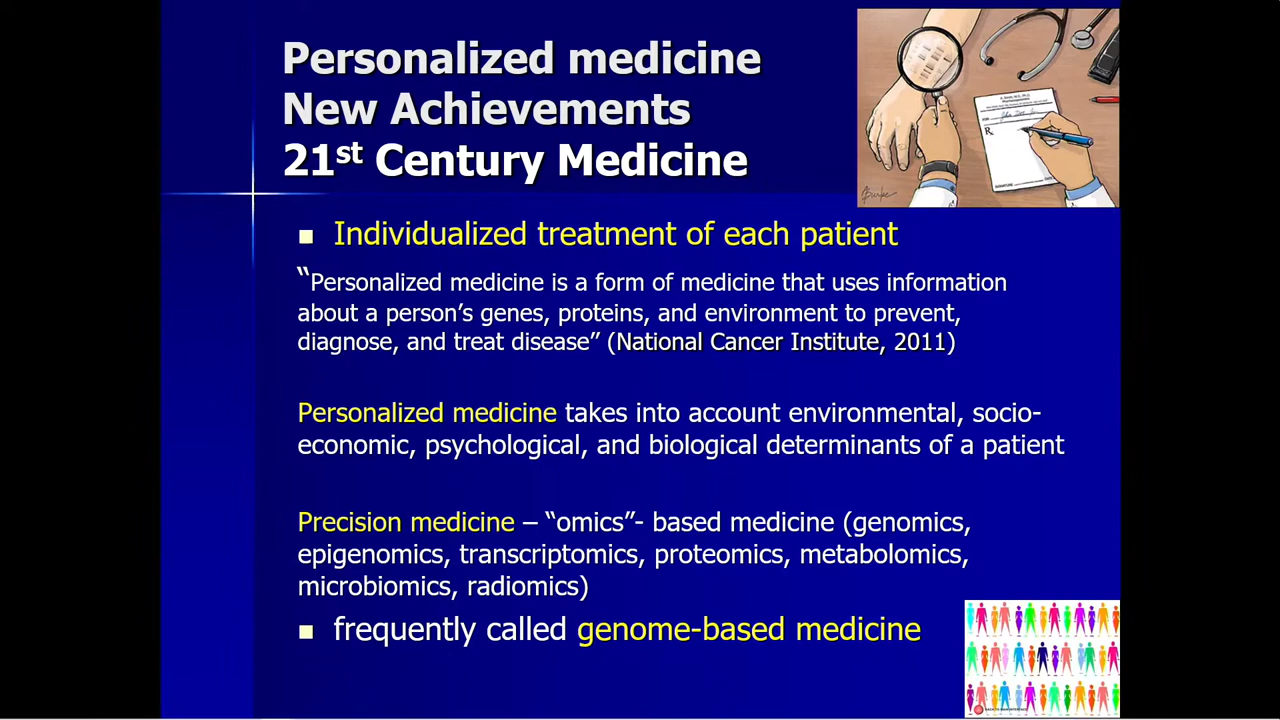 Personalized medicine
New Achievements
21st Century Medicine
Individualized treatment of each patient
“Personalized medicine is a form of medicine that uses information
about a person’s genes, proteins, and environment to prevent,
diagnose, and treat disease” (National Cancer Institute, 2011)
Personalized medicine takes into account environmental, socio-
economic, psychological, and biological determinants of a patient
Precision medicine – “omics”- based medicine (genomics,
epigenomics, transcriptomics, proteomics, metabolomics,
microbiomics, radiomics)
frequently called genome-based medicine